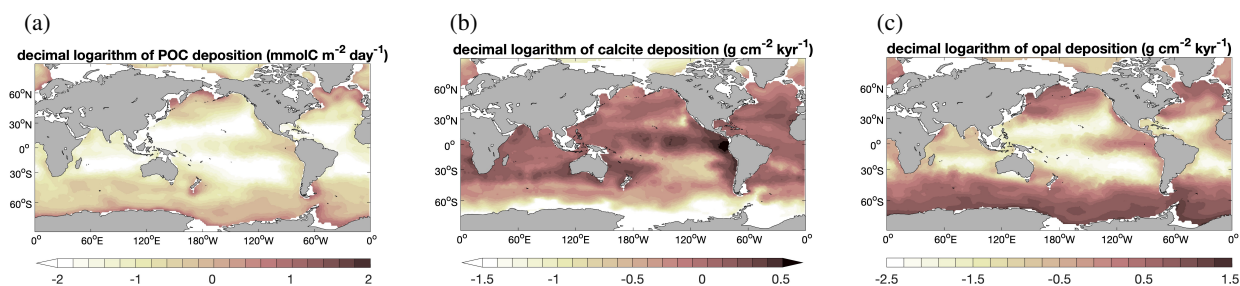 (a)
decimal logarithm of POC deposition (mmolC m⁻² day⁻¹)
60°N
30°N
0°
30°S
60°S
0° 60°E 120°E 180°W 120°W 60°W 0°
-2 -1 0 1 2
(b)
decimal logarithm of calcite deposition (g cm⁻² kyr⁻¹)
60°N
30°N
0°
30°S
60°S
0° 60°E 120°E 180°W 120°W 60°W 0°
-1.5 -1 -0.5 0 0.5
(c)
decimal logarithm of opal deposition (g cm⁻² kyr⁻¹)
60°N
30°N
0°
30°S
60°S
0° 60°E 120°E 180°W 120°W 60°W 0°
-2.5 -1.5 -0.5 0.5 1.5